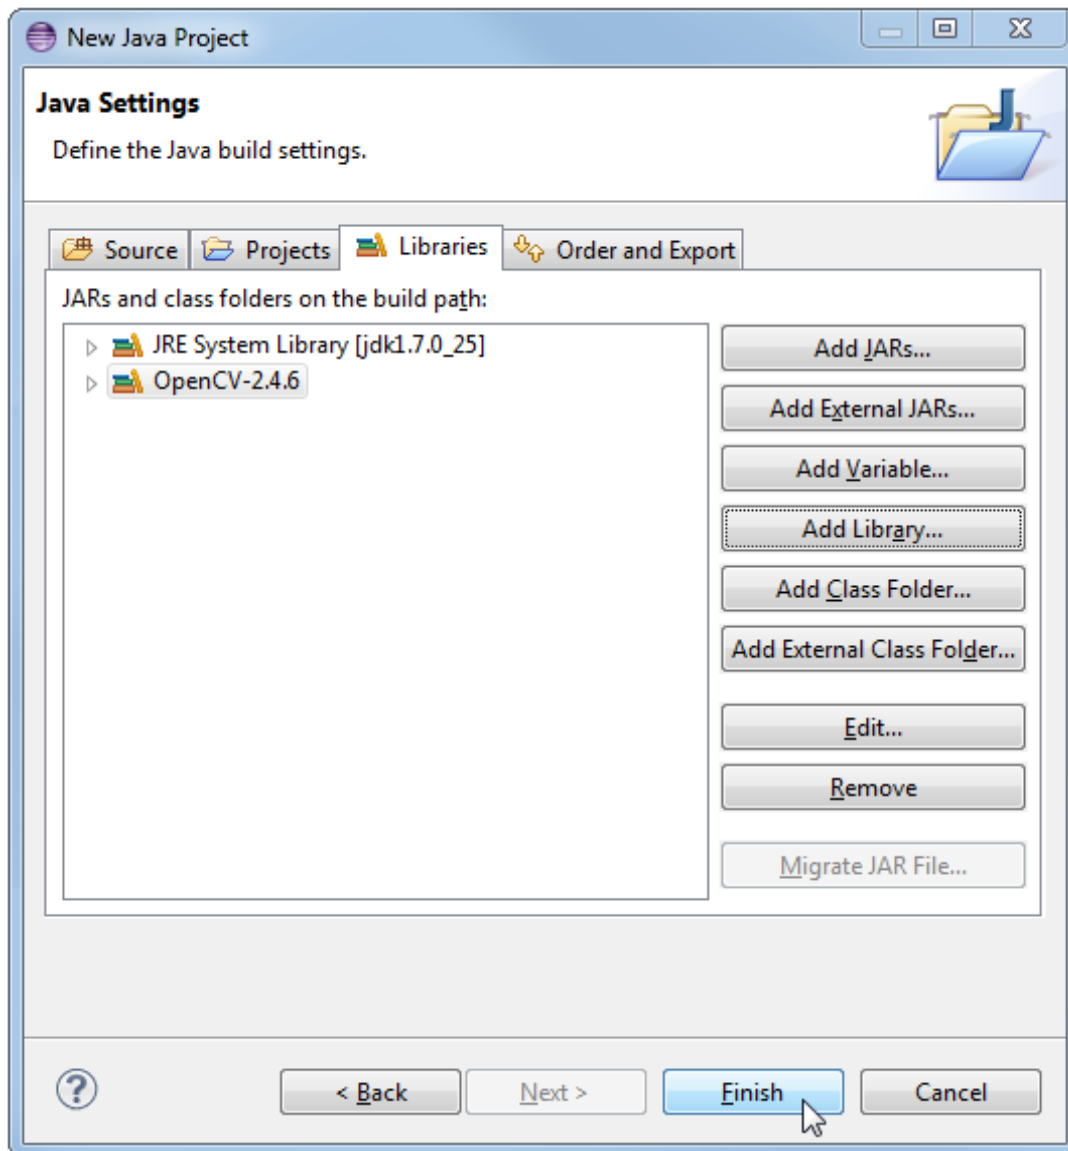 New Java Project
Java Settings
Define the Java build settings.
Source
Projects
Libraries
Order and Export
JARs and class folders on the build path:
JRE System Library [jdk1.7.0_25]
OpenCV-2.4.6
Add JARs...
Add External JARs...
Add Variable...
Add Library...
Add Class Folder...
Add External Class Folder...
Edit...
Remove
Migrate JAR File...
?
< Back
Next >
Finish
Cancel